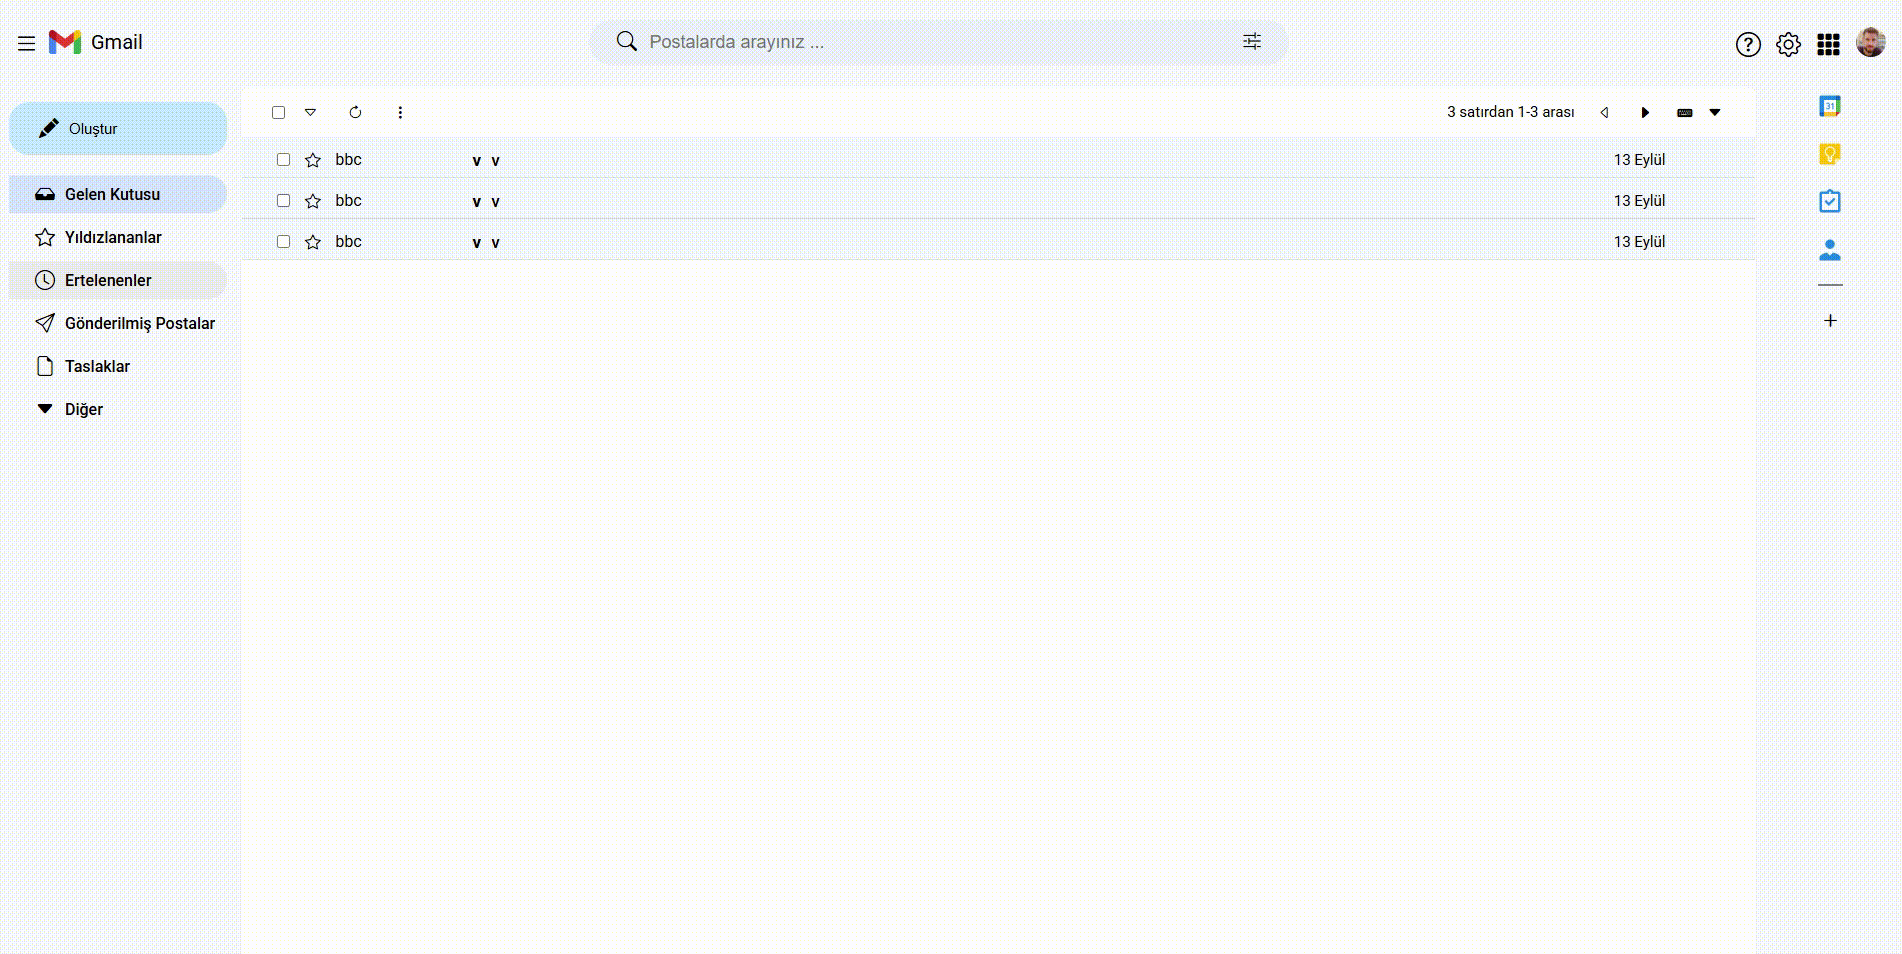 Gmail
Postalarda arayınız ...
Oluştur
3 satırdan 1-3 arası
31
Gelen Kutusu
bbc v v 13 Eylül
bbc v v 13 Eylül
bbc v v 13 Eylül
Yıldızlananlar
Ertelenenler
Gönderilmiş Postalar
Taslaklar
Diğer